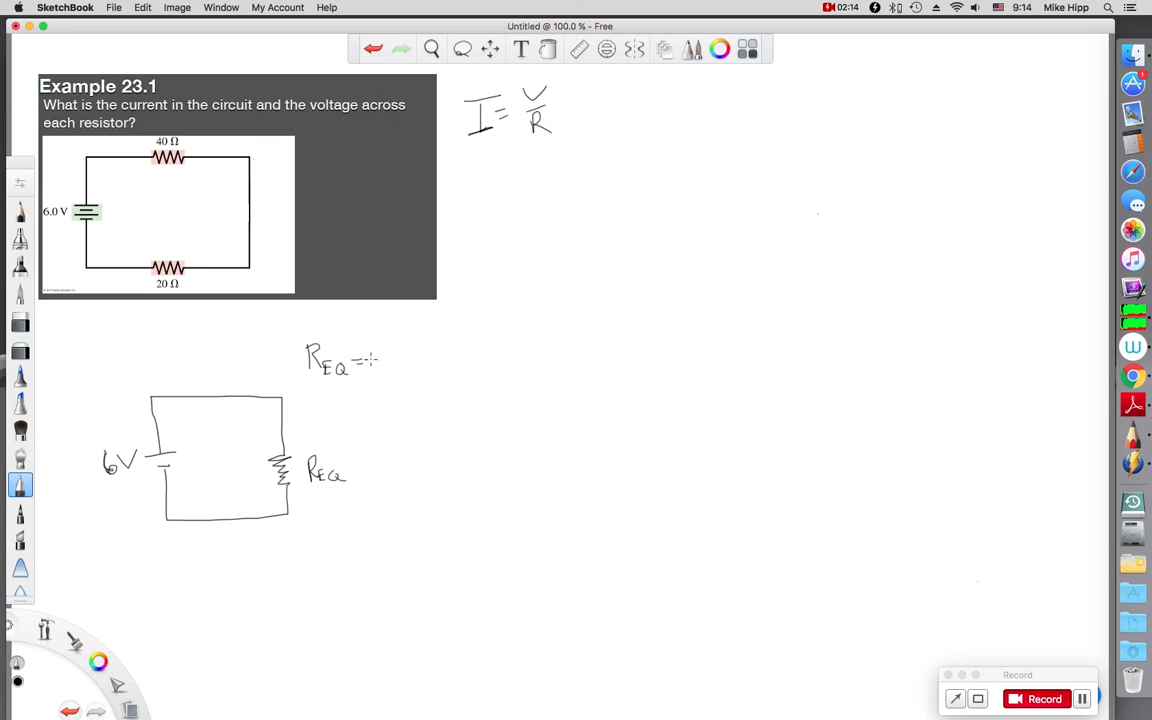 SketchBook File Edit Image Window My Account Help
02:14
9:14 Mike Hipp
Untitled @ 100.0 % - Free
Example 23.1
What is the current in the circuit and the voltage across
each resistor?
40 Ω
6.0 V
20 Ω
I = V/R
R_EQ =
6V
R_EQ
Record
Record